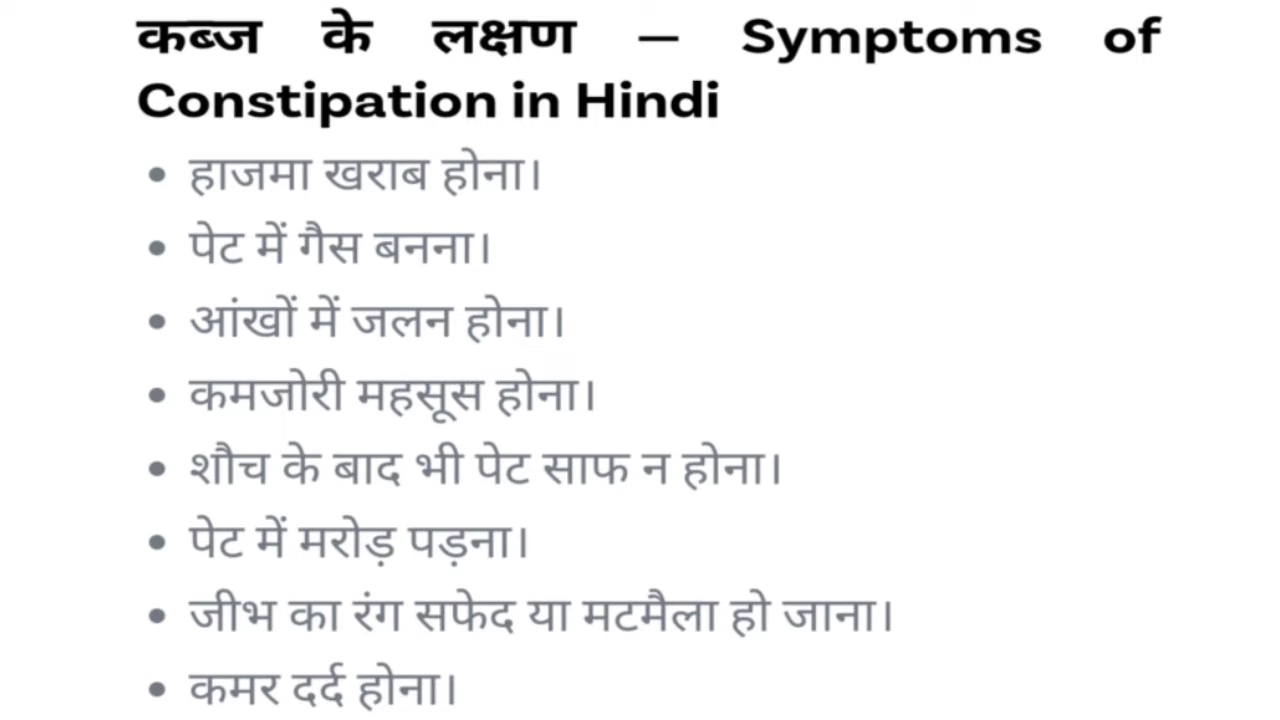 कब्ज के लक्षण – Symptoms of
Constipation in Hindi
• हाजमा खराब होना।
• पेट में गैस बनना।
• आंखों में जलन होना।
• कमजोरी महसूस होना।
• शौच के बाद भी पेट साफ न होना।
• पेट में मरोड़ पड़ना।
• जीभ का रंग सफेद या मटमैला हो जाना।
• कमर दर्द होना।